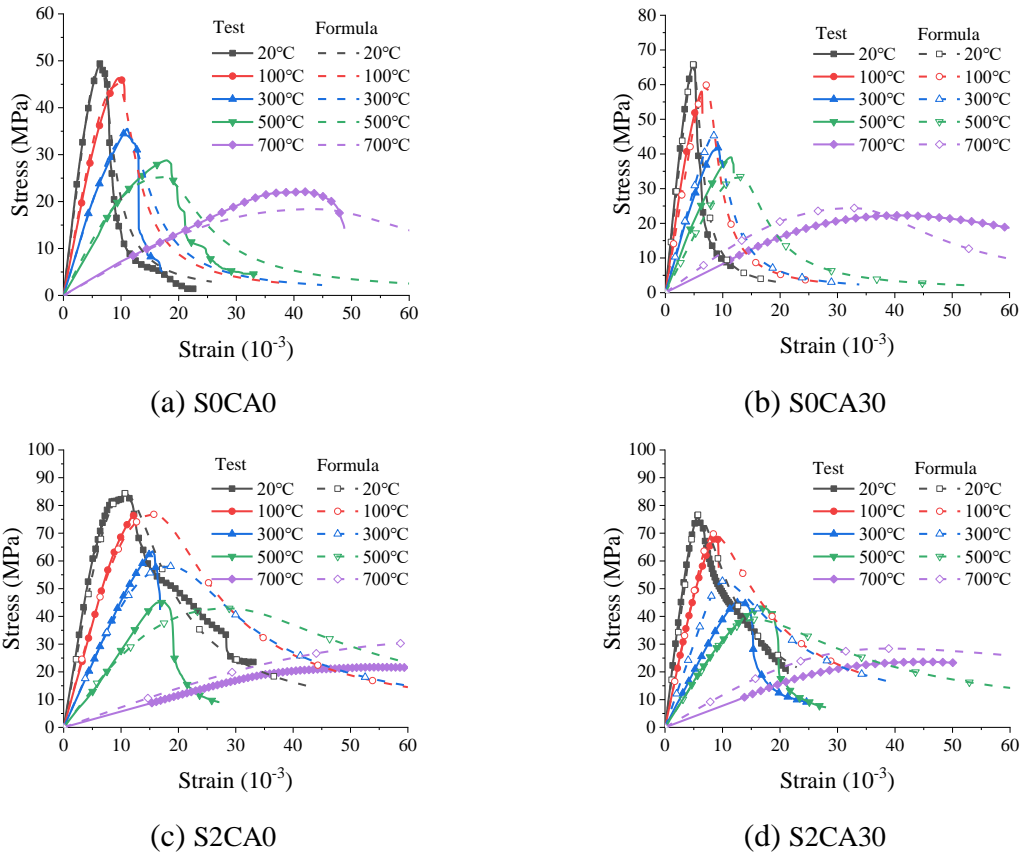 Test Formula
20℃ 20℃
100℃ 100℃
300℃ 300℃
500℃ 500℃
700℃ 700℃
Stress (MPa)
60
50
40
30
20
10
0
0 10 20 30 40 50 60
Strain (10⁻³)
(a) S0CA0
Test Formula
20℃ 20℃
100℃ 100℃
300℃ 300℃
500℃ 500℃
700℃ 700℃
Stress (MPa)
80
70
60
50
40
30
20
10
0
0 10 20 30 40 50 60
Strain (10⁻³)
(b) S0CA30
Test Formula
20℃ 20℃
100℃ 100℃
300℃ 300℃
500℃ 500℃
700℃ 700℃
Stress (MPa)
100
90
80
70
60
50
40
30
20
10
0
0 10 20 30 40 50 60
Strain (10⁻³)
(c) S2CA0
Test Formula
20℃ 20℃
100℃ 100℃
300℃ 300℃
500℃ 500℃
700℃ 700℃
Stress (MPa)
100
90
80
70
60
50
40
30
20
10
0
0 10 20 30 40 50 60
Strain (10⁻³)
(d) S2CA30